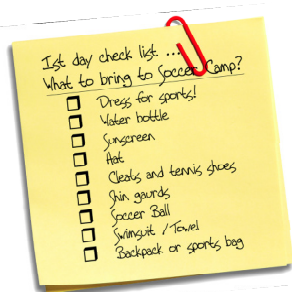 1st day check list ...
What to bring to Soccer Camp?
Dress for sports!
Water bottle
Sunscreen
Hat
Cleats and tennis shoes
Shin gaurds
Soccer Ball
Swimsuit / Towel
Backpack or sports bag